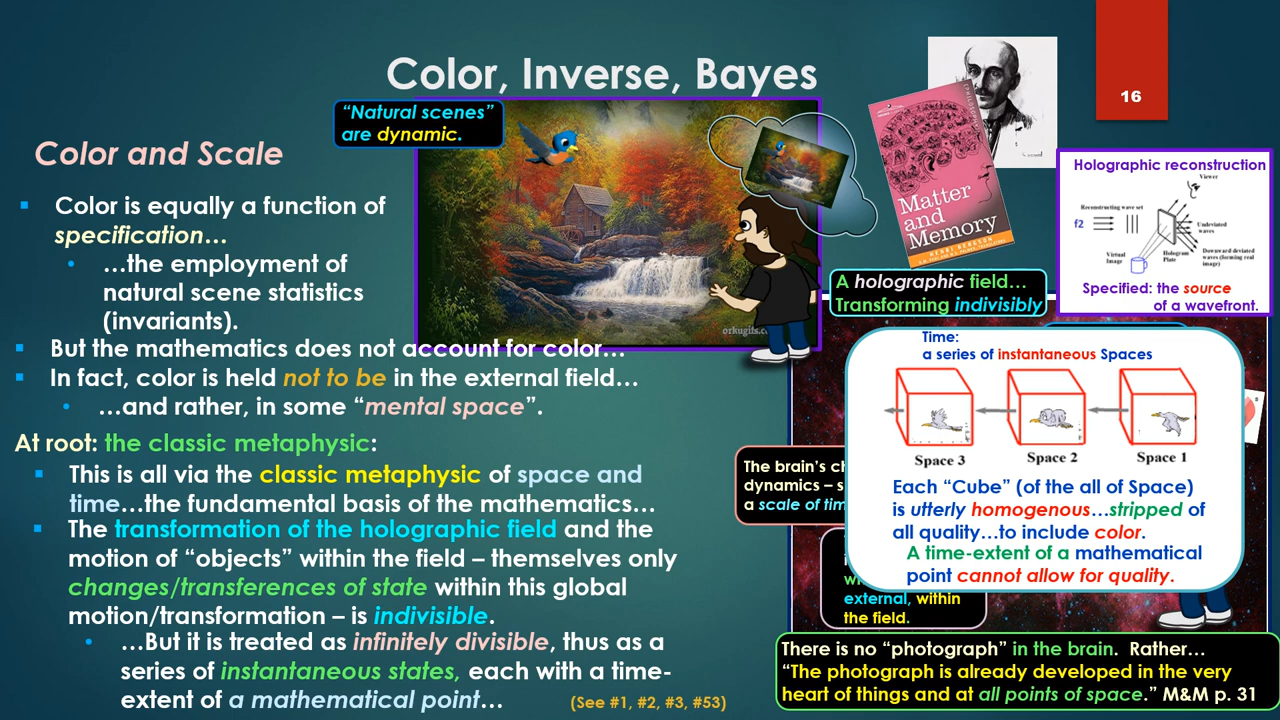 Color, Inverse, Bayes
16
“Natural scenes”
are dynamic.
Color and Scale
Color is equally a function of
specification…
…the employment of
natural scene statistics
(invariants).
But the mathematics does not account for color…
In fact, color is held not to be in the external field…
…and rather, in some “mental space”.
At root: the classic metaphysic:
This is all via the classic metaphysic of space and
time…the fundamental basis of the mathematics…
The transformation of the holographic field and the
motion of “objects” within the field – themselves only
changes/transferences of state within this global
motion/transformation – is indivisible.
…But it is treated as infinitely divisible, thus as a
series of instantaneous states, each with a time-
extent of a mathematical point…
(See #1, #2, #3, #53)
Matter
and
Memory
HENRI BERGSON
A holographic field…
Transforming indivisibly
Holographic reconstruction
Viewer
Reconstructing wave set
f2
Undeviated
waves
Virtual
Image
Hologram
Plate
Downward deviated
waves (forming real
image)
Specified: the source
of a wavefront.
Time:
a series of instantaneous Spaces
Space 3
Space 2
Space 1
Each “Cube” (of the all of Space)
is utterly homogenous…stripped of
all quality…to include color.
A time-extent of a mathematical
point cannot allow for quality.
The brain’s
dynamics –
a scale of
external, within
the field.
There is no “photograph” in the brain. Rather…
“The photograph is already developed in the very
heart of things and at all points of space.” M&M p. 31